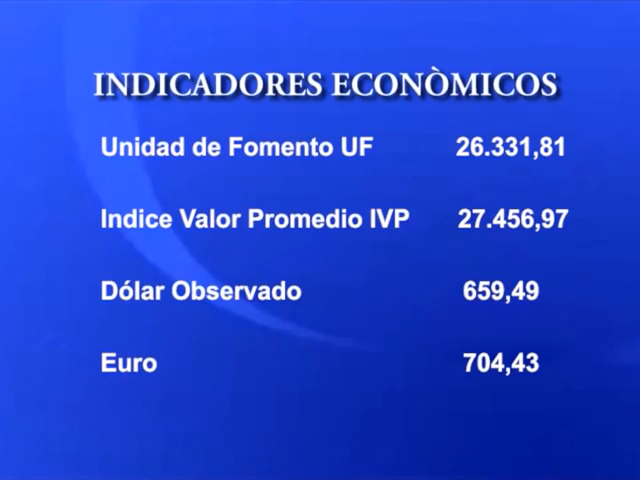 INDICADORES ECONÒMICOS
Unidad de Fomento UF 26.331,81
Indice Valor Promedio IVP 27.456,97
Dólar Observado 659,49
Euro 704,43